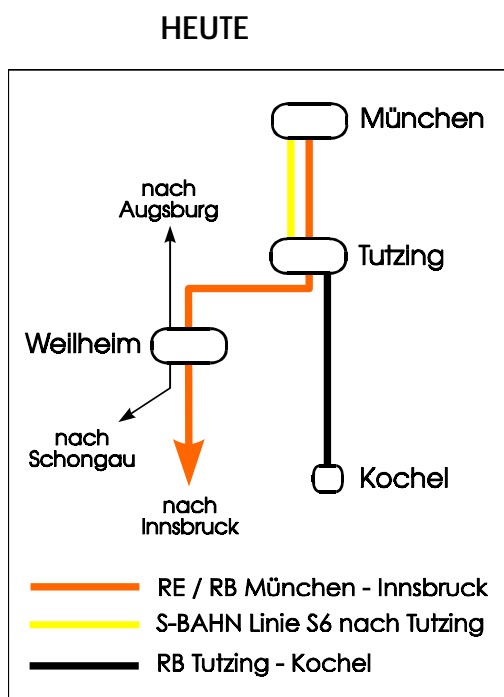 HEUTE
München
nach
Augsburg
Tutzing
Weilheim
nach
Schongau
Kochel
nach
Innsbruck
RE / RB München - Innsbruck
S-BAHN Linie S6 nach Tutzing
RB Tutzing - Kochel